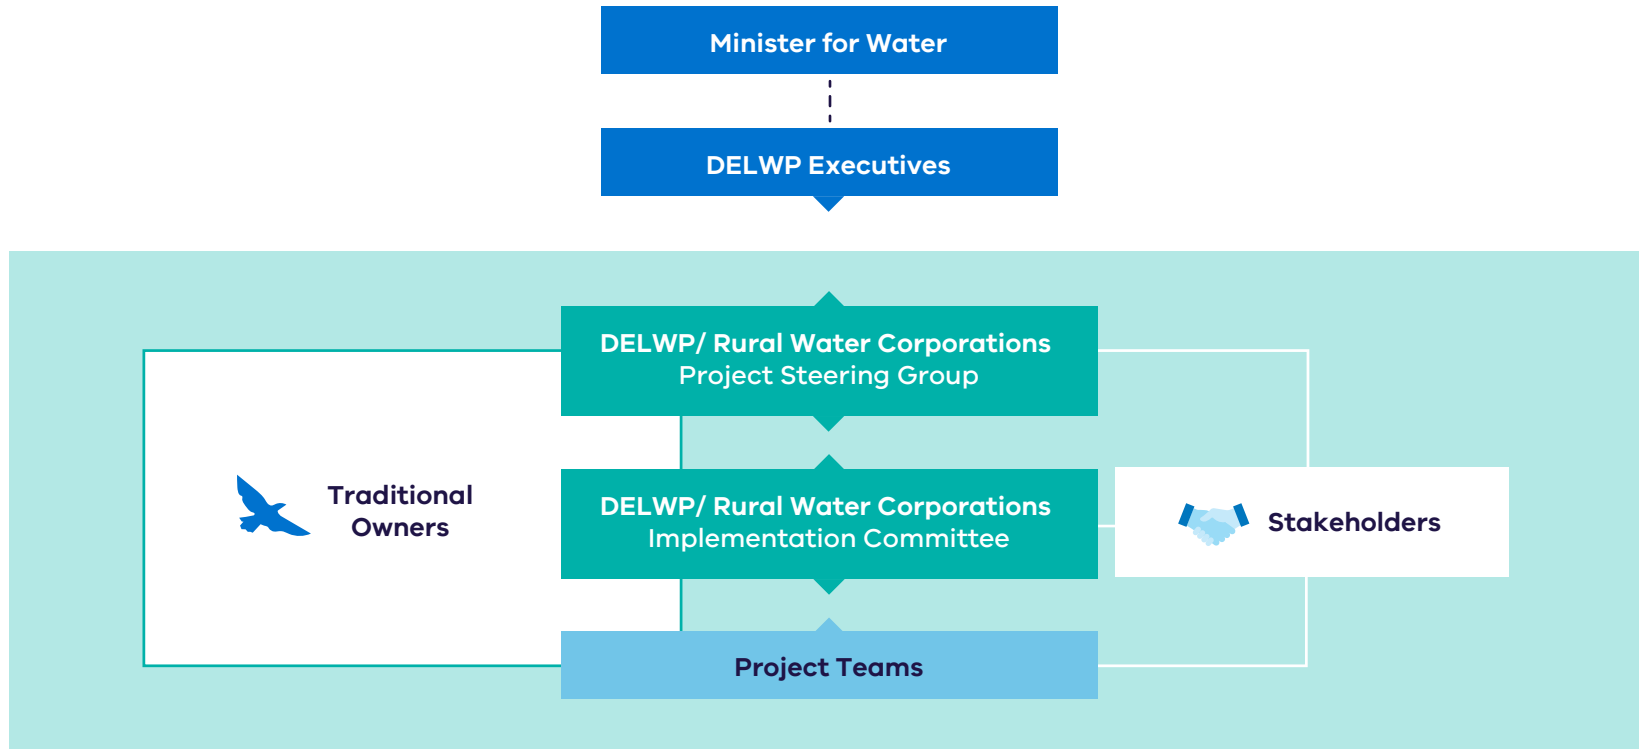 Minister for Water
DELWP Executives
DELWP/ Rural Water Corporations
Project Steering Group
Traditional
Owners
DELWP/ Rural Water Corporations
Implementation Committee
Stakeholders
Project Teams